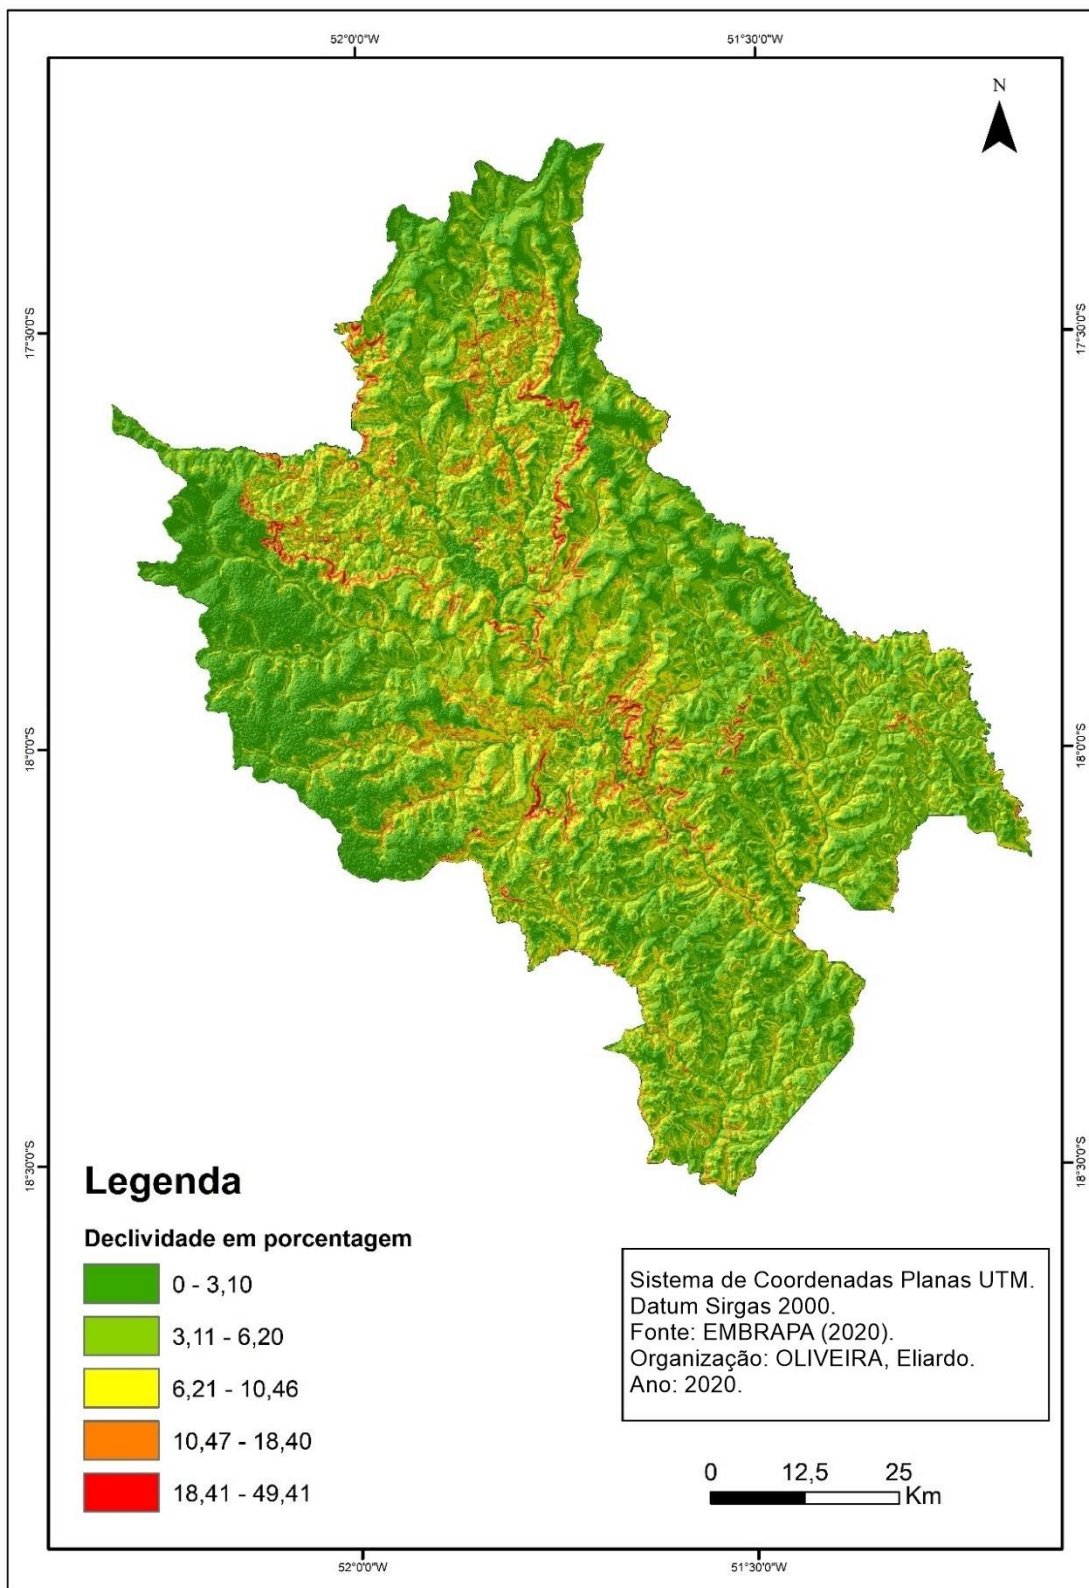 52°0'0"W
51°30'0"W
N
17°30'0"S
17°30'0"S
18°0'0"S
18°0'0"S
18°30'0"S
18°30'0"S
Legenda
Declividade em porcentagem
0 - 3,10
3,11 - 6,20
6,21 - 10,46
10,47 - 18,40
18,41 - 49,41
Sistema de Coordenadas Planas UTM.
Datum Sirgas 2000.
Fonte: EMBRAPA (2020).
Organização: OLIVEIRA, Eliardo.
Ano: 2020.
0 12,5 25
Km
52°0'0"W
51°30'0"W